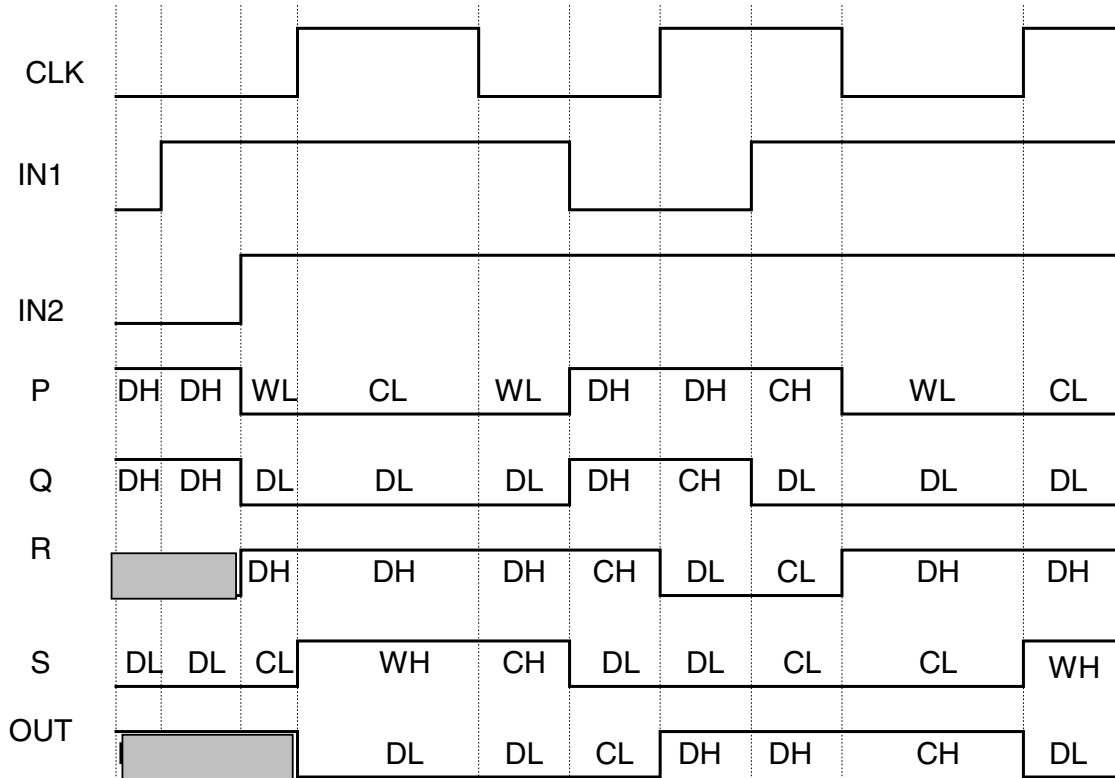 CLK
IN1
IN2
P DH DH WL CL WL DH DH CH WL CL
Q DH DH DL DL DL DH CH DL DL DL
R DH DH DH CH DL CL DH DH
S DL DL CL WH CH DL DL CL CL WH
OUT DL DL CL DH DH CH DL